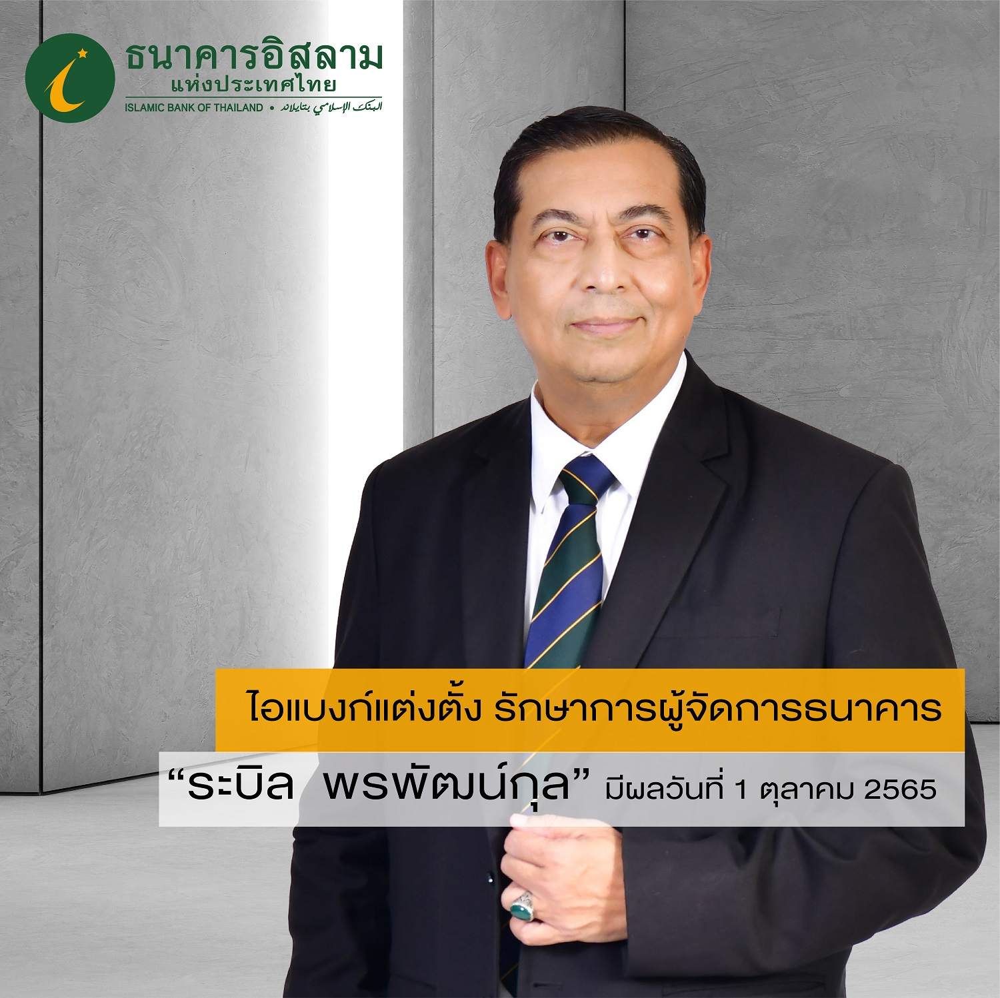 ธนาคารอิสลาม
แห่งประเทศไทย
ISLAMIC BANK OF THAILAND • البنك الإسلامي بتايلاند
ไอแบงก์แต่งตั้ง รักษาการผู้จัดการธนาคาร
“ระบิล พรพัฒน์กุล” มีผลวันที่ 1 ตุลาคม 2565